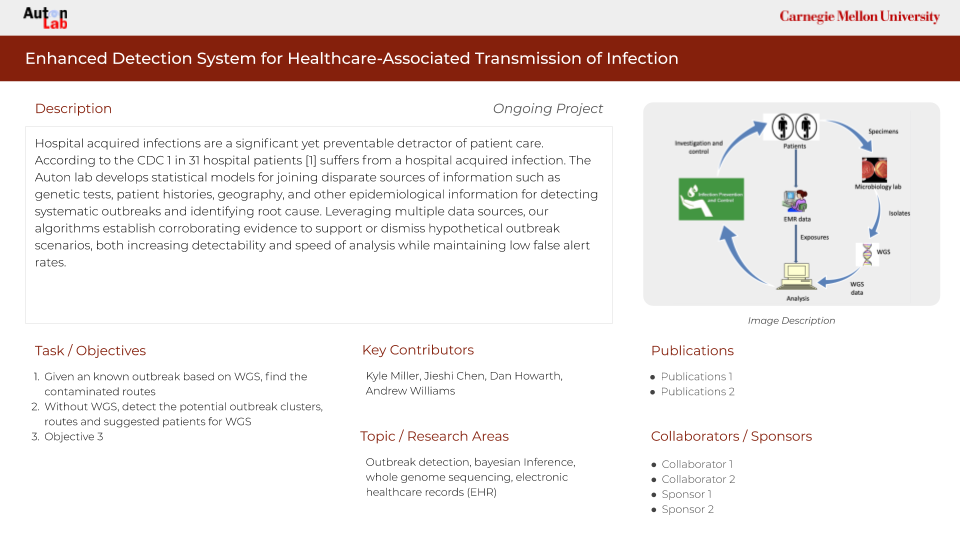 Auton
Lab
Carnegie Mellon University
Enhanced Detection System for Healthcare-Associated Transmission of Infection
Description
Ongoing Project
Hospital acquired infections are a significant yet preventable detractor of patient care.
According to the CDC 1 in 31 hospital patients [1] suffers from a hospital acquired infection. The
Auton lab develops statistical models for joining disparate sources of information such as
genetic tests, patient histories, geography, and other epidemiological information for detecting
systematic outbreaks and identifying root cause. Leveraging multiple data sources, our
algorithms establish corroborating evidence to support or dismiss hypothetical outbreak
scenarios, both increasing detectability and speed of analysis while maintaining low false alert
rates.
Patients
Specimens
Microbiology lab
Isolates
WGS
WGS
data
Analysis
Exposures
EMR data
Infection Prevention
and Control
Investigation and
control
Image Description
Task / Objectives
1. Given an known outbreak based on WGS, find the
contaminated routes
2. Without WGS, detect the potential outbreak clusters,
routes and suggested patients for WGS
3. Objective 3
Key Contributors
Kyle Miller, Jieshi Chen, Dan Howarth,
Andrew Williams
Topic / Research Areas
Outbreak detection, bayesian Inference,
whole genome sequencing, electronic
healthcare records (EHR)
Publications
● Publications 1
● Publications 2
Collaborators / Sponsors
● Collaborator 1
● Collaborator 2
● Sponsor 1
● Sponsor 2